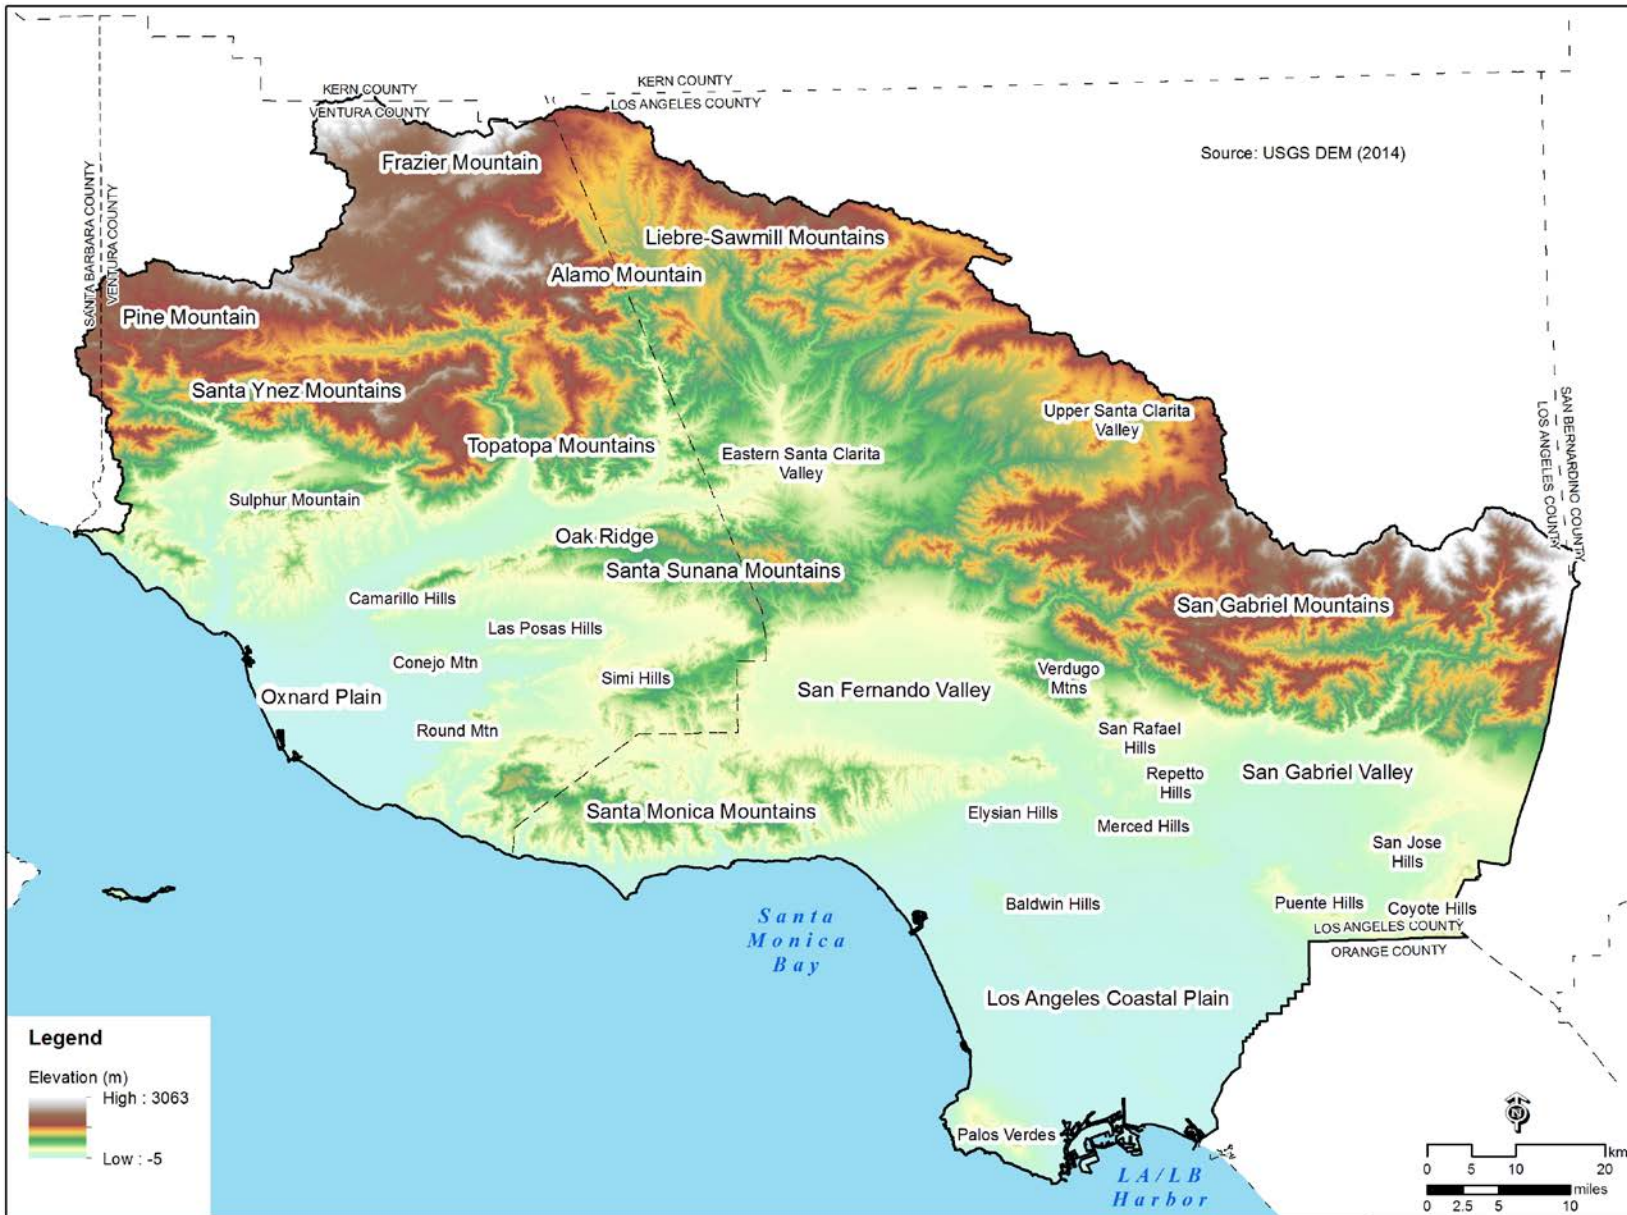 KERN COUNTY
VENTURA COUNTY
KERN COUNTY
LOS ANGELES COUNTY
Source: USGS DEM (2014)
SANTA BARBARA COUNTY
VENTURA COUNTY
Frazier Mountain
Liebre-Sawmill Mountains
Alamo Mountain
Pine Mountain
Santa Ynez Mountains
Upper Santa Clarita
Valley
SAN BERNARDINO COUNTY
LOS ANGELES COUNTY
Topatopa Mountains
Eastern Santa Clarita
Valley
Sulphur Mountain
Oak Ridge
Santa Sunana Mountains
Camarillo Hills
San Gabriel Mountains
Las Posas Hills
Conejo Mtn
Simi Hills
Verdugo
Mtns
Oxnard Plain
San Fernando Valley
Round Mtn
San Rafael
Hills
Repetto
Hills
San Gabriel Valley
Santa Monica Mountains
Elysian Hills
Merced Hills
San Jose
Hills
Baldwin Hills
Puente Hills
Coyote Hills
LOS ANGELES COUNTY
ORANGE COUNTY
Santa
Monica
Bay
Los Angeles Coastal Plain
Legend
Elevation (m)
High : 3063
Low : -5
Palos Verdes
LA/LB
Harbor
N
km
0 5 10 20
miles
0 2.5 5 10